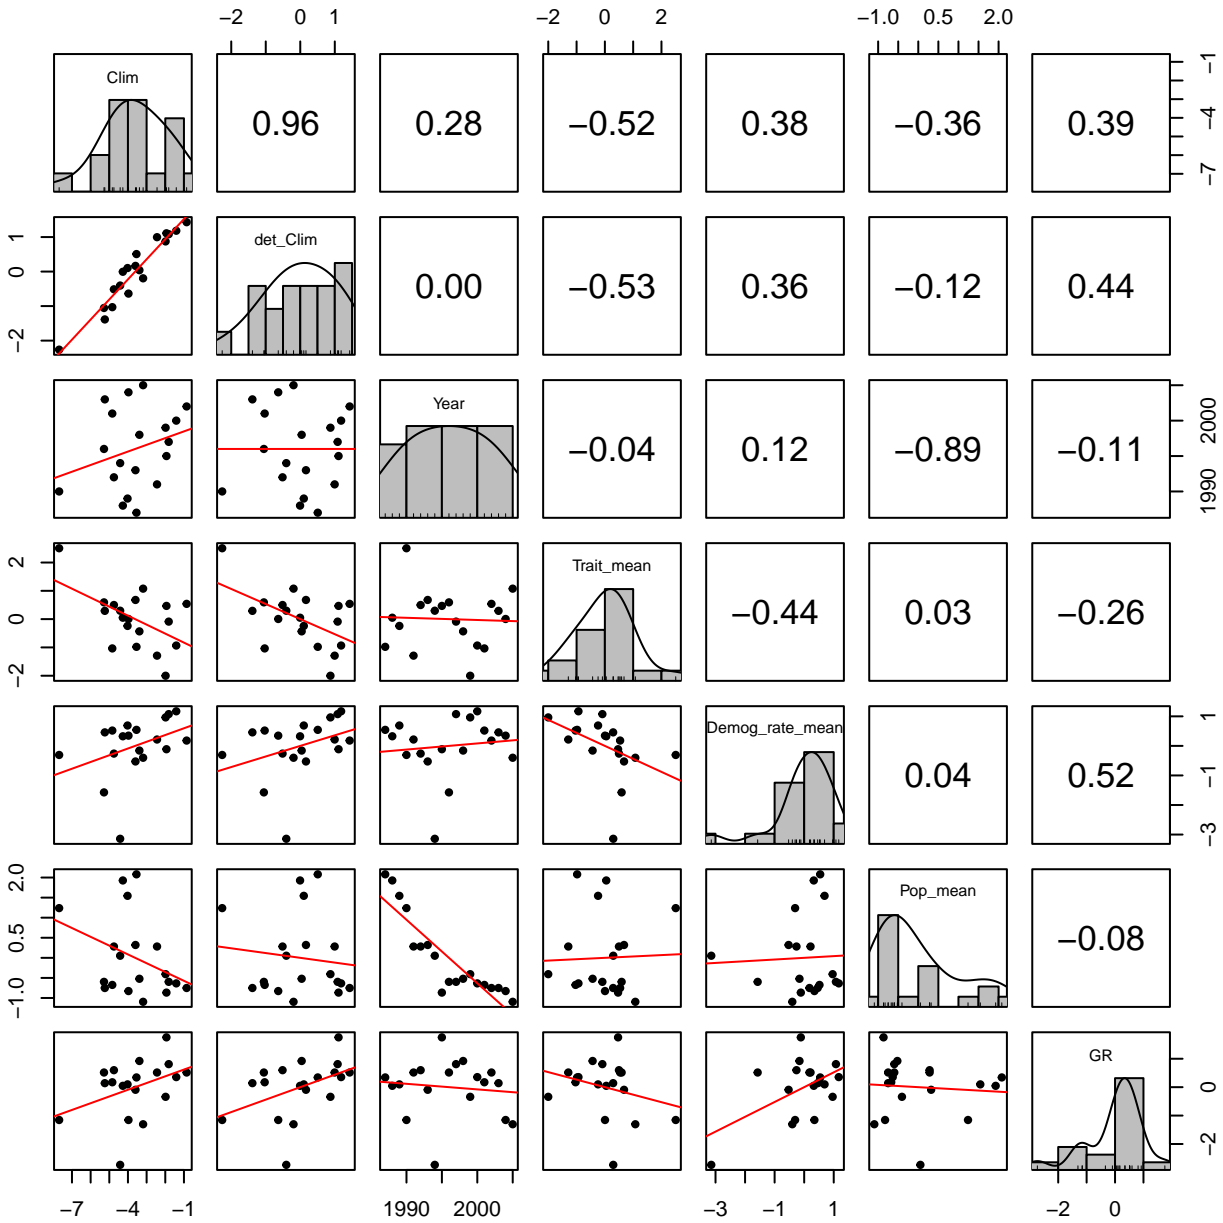 −2 0 1 −2 0 2 −1.0 0.5 2.0
Clim 0.96 0.28 −0.52 0.38 −0.36 0.39 −7 −4 −1
−2 0 1 det_Clim 0.00 −0.53 0.36 −0.12 0.44
Year −0.04 0.12 −0.89 −0.11 1990 2000
−2 0 2 Trait_mean −0.44 0.03 −0.26
Demog_rate_mean 0.04 0.52 −3 −1 1
−1.0 0.5 2.0 Pop_mean −0.08
GR −2 0
−7 −4 −1 1990 2000 −3 −1 1 −2 0